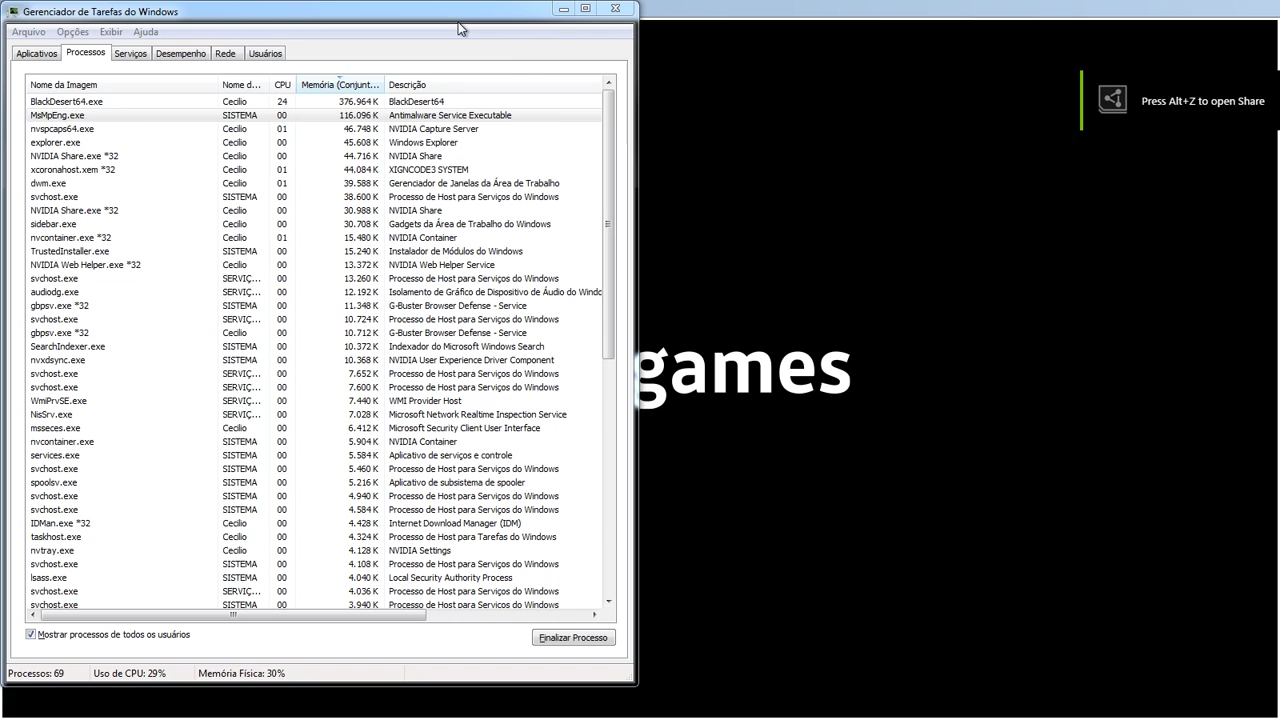 Gerenciador de Tarefas do Windows
Arquivo Opções Exibir Ajuda
Aplicativos Processos Serviços Desempenho Rede Usuários
Nome da Imagem Nome d... CPU Memória (Conjunt... Descrição
BlackDesert64.exe Cecilio 24 376.964 K BlackDesert64
MsMpEng.exe SISTEMA 00 116.096 K Antimalware Service Executable
nvspcaps64.exe Cecilio 01 46.748 K NVIDIA Capture Server
explorer.exe Cecilio 00 45.608 K Windows Explorer
NVIDIA Share.exe *32 Cecilio 00 44.716 K NVIDIA Share
xcoronahost.xem *32 Cecilio 01 44.084 K XIGNCODE3 SYSTEM
dwm.exe Cecilio 01 39.588 K Gerenciador de Janelas da Área de Trabalho
svchost.exe SISTEMA 00 38.600 K Processo de Host para Serviços do Windows
NVIDIA Share.exe *32 Cecilio 00 30.988 K NVIDIA Share
sidebar.exe Cecilio 00 30.708 K Gadgets da Área de Trabalho do Windows
nvcontainer.exe *32 Cecilio 01 15.480 K NVIDIA Container
TrustedInstaller.exe SISTEMA 00 15.240 K Instalador de Módulos do Windows
NVIDIA Web Helper.exe *32 Cecilio 00 13.372 K NVIDIA Web Helper Service
svchost.exe SERVIÇ... 00 13.260 K Processo de Host para Serviços do Windows
audiodg.exe SERVIÇ... 00 12.192 K Isolamento de Gráfico de Dispositivo de Áudio do Windo
gbpsv.exe *32 SISTEMA 00 11.348 K G-Buster Browser Defense - Service
svchost.exe SERVIÇ... 00 10.724 K Processo de Host para Serviços do Windows
gbpsv.exe *32 Cecilio 00 10.712 K G-Buster Browser Defense - Service
SearchIndexer.exe SISTEMA 00 10.372 K Indexador do Microsoft Windows Search
nvxdsync.exe SISTEMA 00 10.368 K NVIDIA User Experience Driver Component
svchost.exe SERVIÇ... 00 7.652 K Processo de Host para Serviços do Windows
svchost.exe SERVIÇ... 00 7.600 K Processo de Host para Serviços do Windows
WmiPrvSE.exe SERVIÇ... 00 7.440 K WMI Provider Host
NisSrv.exe SERVIÇ... 00 7.028 K Microsoft Network Realtime Inspection Service
msseces.exe Cecilio 00 6.412 K Microsoft Security Client User Interface
nvcontainer.exe SISTEMA 00 5.904 K NVIDIA Container
services.exe SISTEMA 00 5.584 K Aplicativo de serviços e controle
svchost.exe SISTEMA 00 5.460 K Processo de Host para Serviços do Windows
spoolsv.exe SISTEMA 00 5.216 K Aplicativo de subsistema de spooler
svchost.exe SISTEMA 00 4.940 K Processo de Host para Serviços do Windows
svchost.exe SISTEMA 00 4.584 K Processo de Host para Serviços do Windows
IDMan.exe *32 Cecilio 00 4.428 K Internet Download Manager (IDM)
taskhost.exe Cecilio 00 4.324 K Processo de Host para Tarefas do Windows
nvtray.exe Cecilio 00 4.128 K NVIDIA Settings
svchost.exe SISTEMA 00 4.108 K Processo de Host para Serviços do Windows
lsass.exe SISTEMA 00 4.040 K Local Security Authority Process
svchost.exe SERVIÇ... 00 4.036 K Processo de Host para Serviços do Windows
svchost.exe SISTEMA 00 3.940 K Processo de Host para Serviços do Windows
Mostrar processos de todos os usuários
Finalizar Processo
Processos: 69 Uso de CPU: 29% Memória Física: 30%
Press Alt+Z to open Share
games